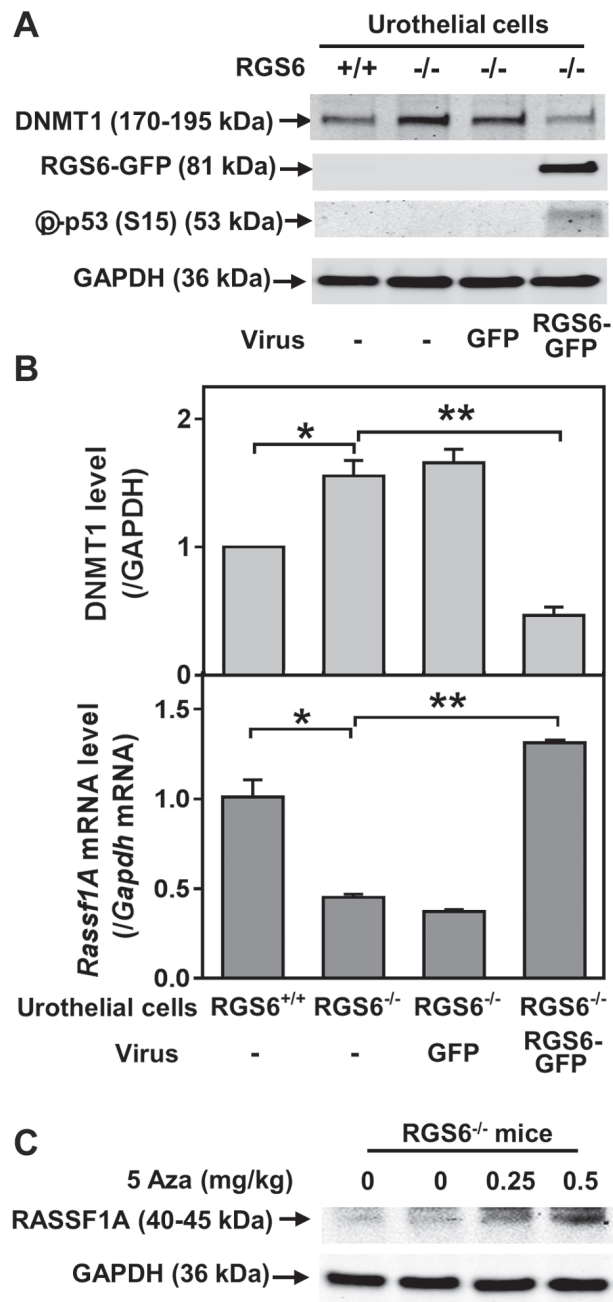 A
Urothelial cells
RGS6 +/+ -/- -/- -/-
DNMT1 (170-195 kDa)
RGS6-GFP (81 kDa)
ⓟ-p53 (S15) (53 kDa)
GAPDH (36 kDa)
Virus - - GFP RGS6-
GFP
B
DNMT1 level
(/GAPDH)
2
1
0
* **
Rassf1A mRNA level
(/Gapdh mRNA)
1.5
1.0
0.5
0.0
* **
Urothelial cells RGS6+/+ RGS6-/- RGS6-/- RGS6-/-
Virus - - GFP RGS6-
GFP
C
RGS6-/- mice
5 Aza (mg/kg) 0 0 0.25 0.5
RASSF1A (40-45 kDa)
GAPDH (36 kDa)